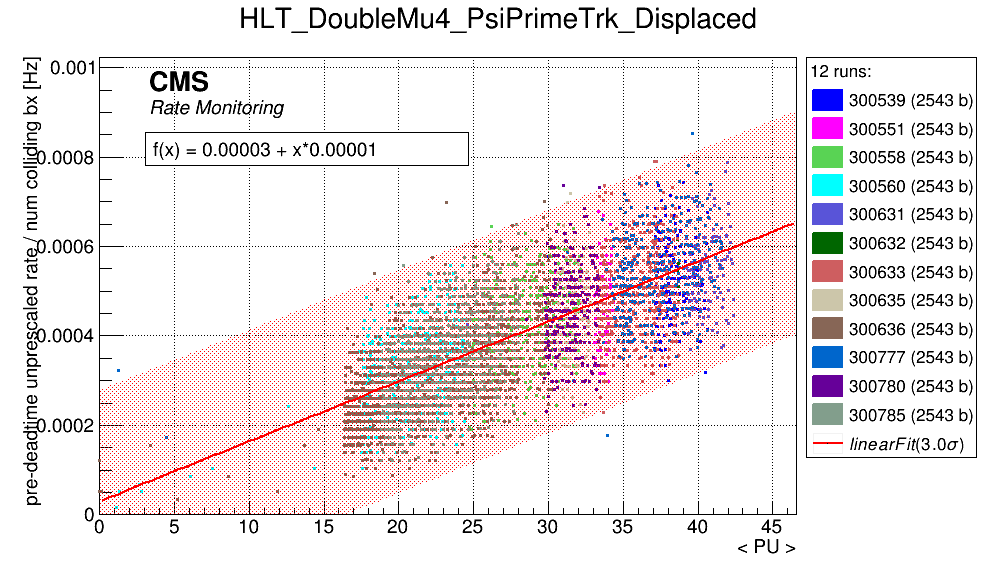 HLT_DoubleMu4_PsiPrimeTrk_Displaced
pre-deadtime unprescaled rate / num colliding bx [Hz]
CMS
Rate Monitoring
f(x) = 0.00003 + x*0.00001
0.001
0.0008
0.0006
0.0004
0.0002
0
0 5 10 15 20 25 30 35 40 45
< PU >
12 runs:
300539 (2543 b)
300551 (2543 b)
300558 (2543 b)
300560 (2543 b)
300631 (2543 b)
300632 (2543 b)
300633 (2543 b)
300635 (2543 b)
300636 (2543 b)
300777 (2543 b)
300780 (2543 b)
300785 (2543 b)
linearFit(3.0σ)